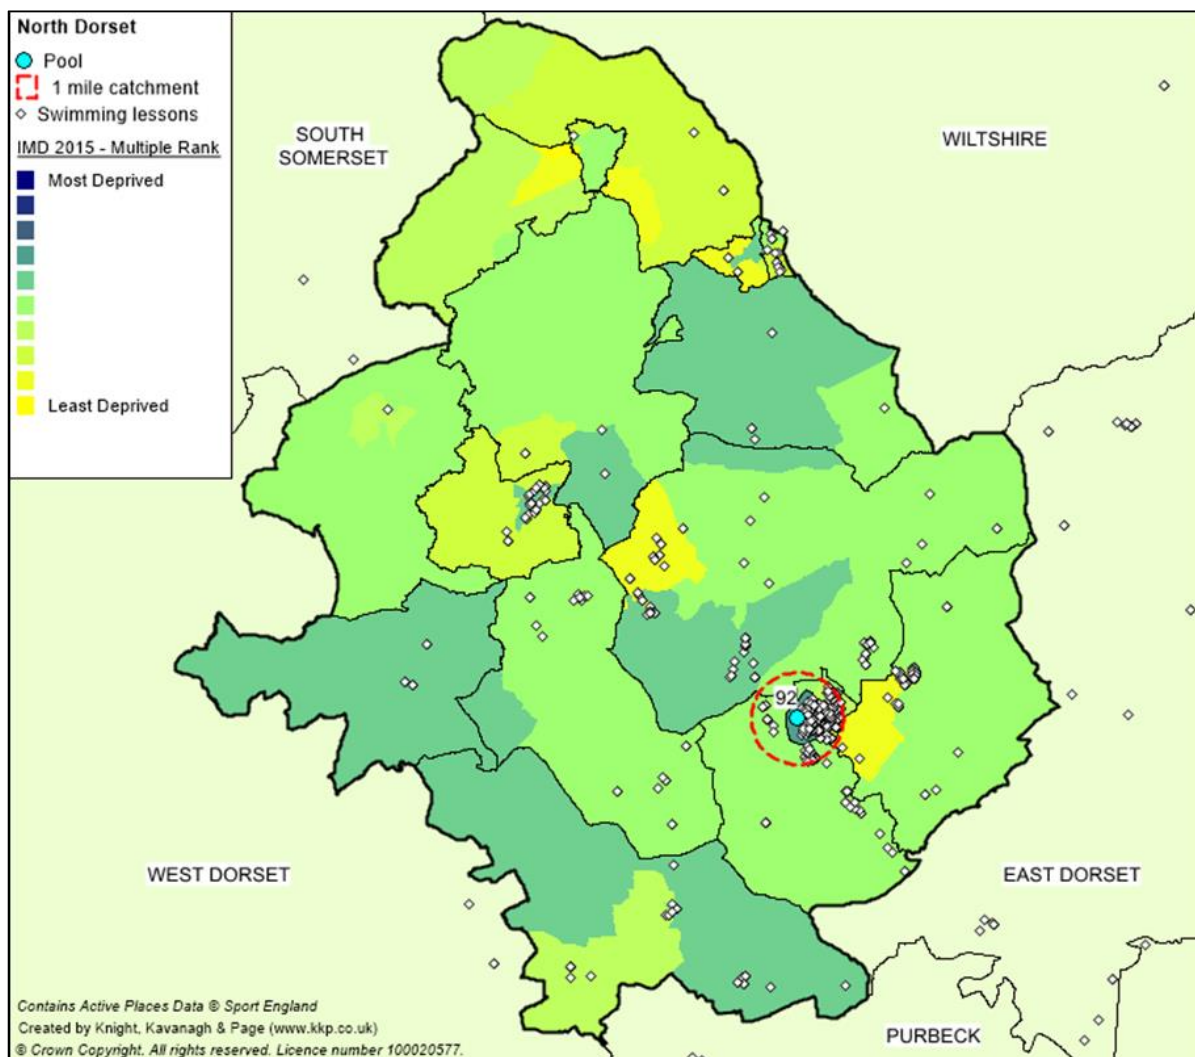 North Dorset
Pool
1 mile catchment
Swimming lessons
IMD 2015 - Multiple Rank
Most Deprived
Least Deprived
SOUTH
SOMERSET
WILTSHIRE
92
WEST DORSET
EAST DORSET
PURBECK
Contains Active Places Data © Sport England
Created by Knight, Kavanagh & Page (www.kkp.co.uk)
© Crown Copyright. All rights reserved. Licence number 100020577.